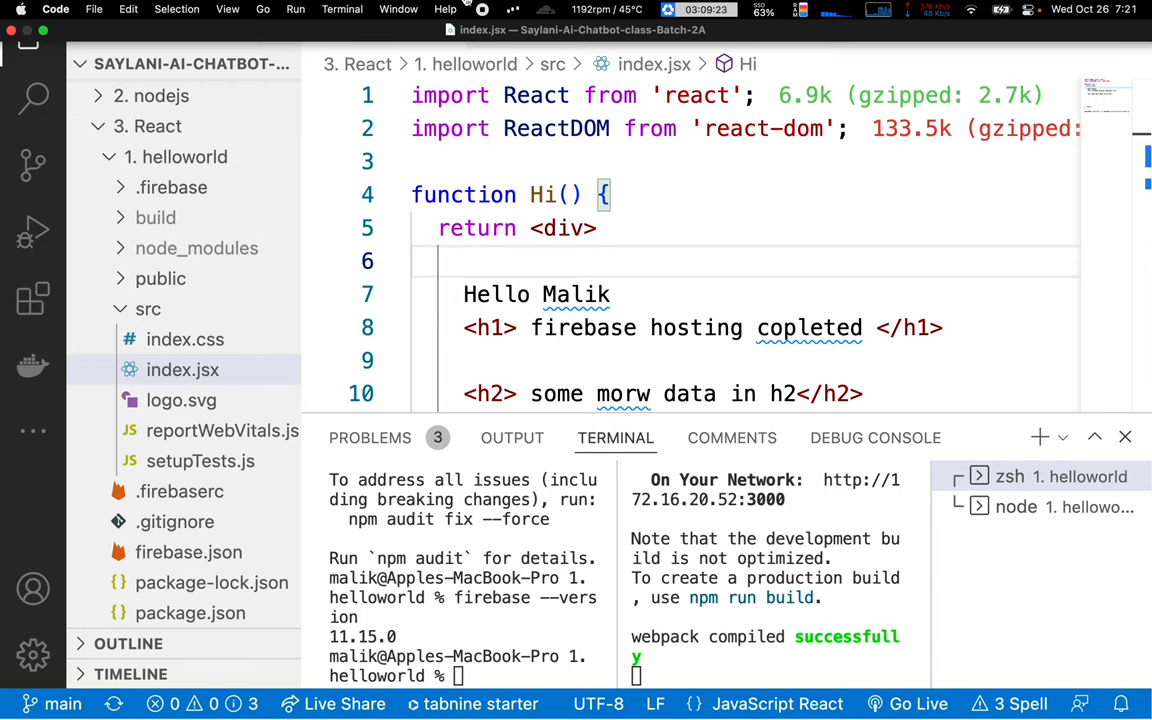 Code File Edit Selection View Go Run Terminal Window Help 1192rpm / 45°C 03:09:23 SSD 63% 376 KB/s 48 KB/s Wed Oct 26 7:21
index.jsx — Saylani-Ai-Chatbot-class-Batch-2A
SAYLANI-AI-CHATBOT-...
2. nodejs
3. React
1. helloworld
.firebase
build
node_modules
public
src
index.css
index.jsx
logo.svg
JS reportWebVitals.js
JS setupTests.js
.firebaserc
.gitignore
firebase.json
{} package-lock.json
{} package.json
OUTLINE
TIMELINE
3. React > 1. helloworld > src > index.jsx > Hi
1 import React from 'react'; 6.9k (gzipped: 2.7k)
2 import ReactDOM from 'react-dom'; 133.5k (gzipped:
3
4 function Hi() {
5 return <div>
6
7 Hello Malik
8 <h1> firebase hosting copleted </h1>
9
10 <h2> some morw data in h2</h2>
PROBLEMS 3 OUTPUT TERMINAL COMMENTS DEBUG CONSOLE
To address all issues (inclu
ding breaking changes), run:
npm audit fix --force
Run `npm audit` for details.
malik@Apples-MacBook-Pro 1.
helloworld % firebase --vers
ion
11.15.0
malik@Apples-MacBook-Pro 1.
helloworld %
On Your Network: http://1
72.16.20.52:3000
Note that the development bu
ild is not optimized.
To create a production build
, use npm run build.
webpack compiled successfull
y
zsh 1. helloworld
node 1. hellowo...
main 0 0 3 Live Share tabnine starter UTF-8 LF {} JavaScript React Go Live 3 Spell